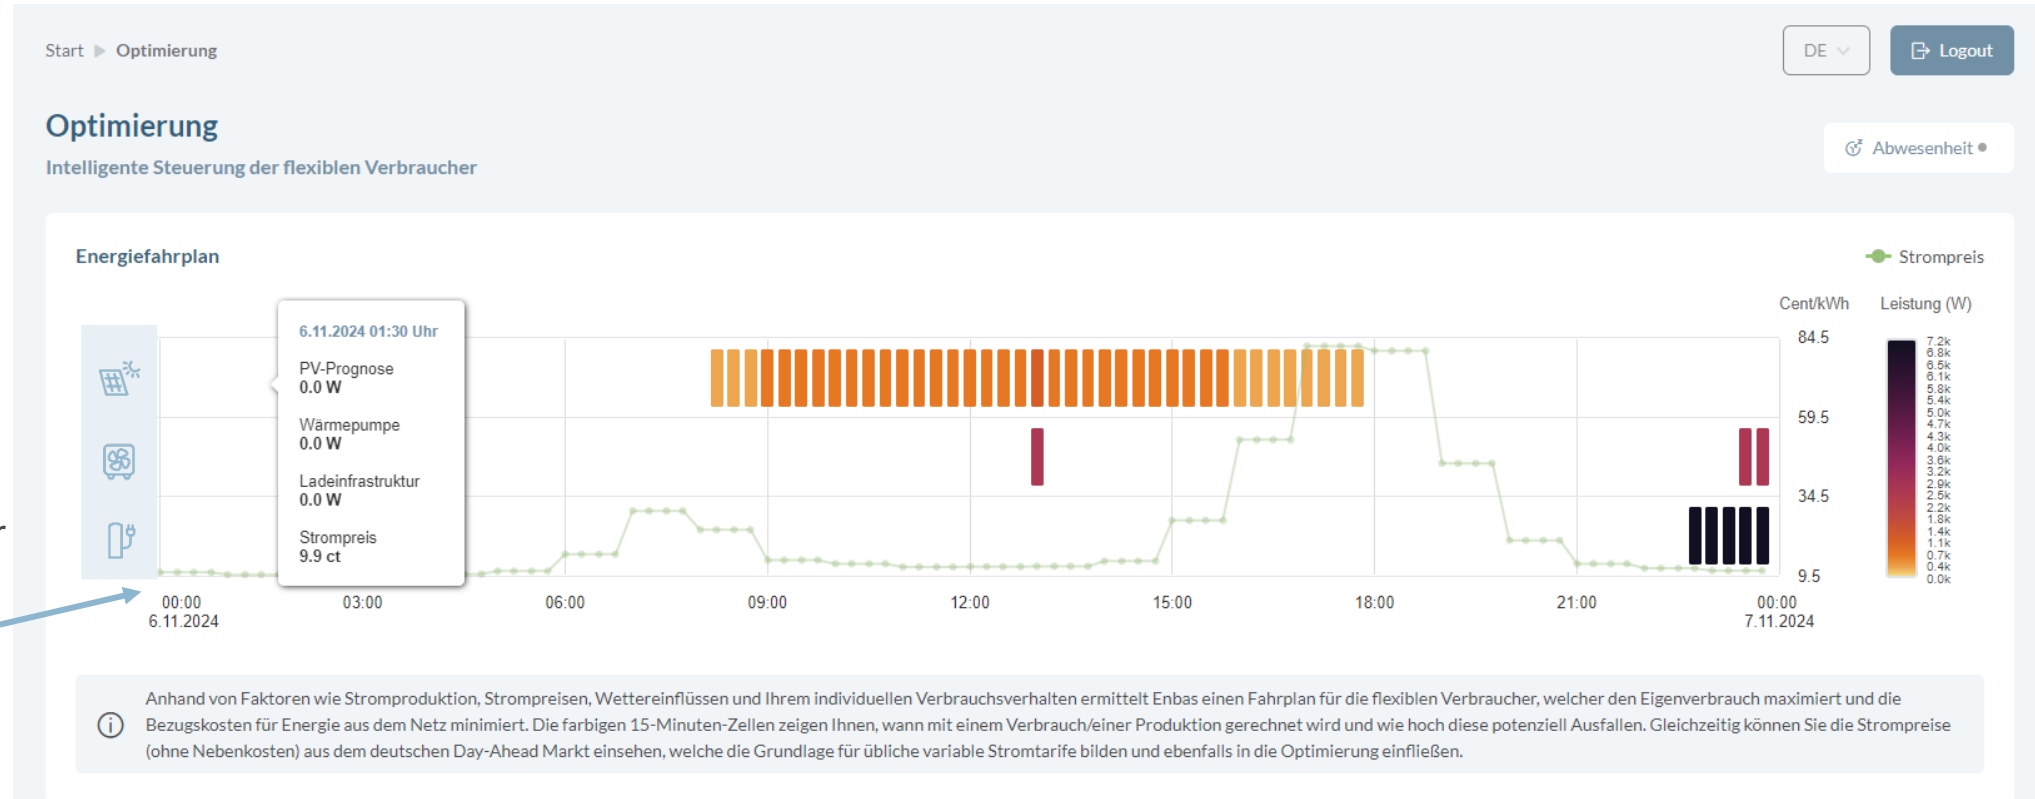 Start ▶ Optimierung
DE
Logout
Optimierung
Intelligente Steuerung der flexiblen Verbraucher
Abwesenheit
Energiefahrplan
Strompreis
Cent/kWh
Leistung (W)
6.11.2024 01:30 Uhr
PV-Prognose
0.0 W
Wärmepumpe
0.0 W
Ladeinfrastruktur
0.0 W
Strompreis
9.9 ct
84.5
59.5
34.5
9.5
7.2k
6.8k
6.5k
6.1k
5.8k
5.4k
5.0k
4.7k
4.3k
4.0k
3.6k
3.2k
2.9k
2.5k
2.2k
1.8k
1.4k
1.1k
0.7k
0.4k
0.0k
r
00:00 03:00 06:00 09:00 12:00 15:00 18:00 21:00 00:00
6.11.2024 7.11.2024
Anhand von Faktoren wie Stromproduktion, Strompreisen, Wettereinflüssen und Ihrem individuellen Verbrauchsverhalten ermittelt Enbas einen Fahrplan für die flexiblen Verbraucher, welcher den Eigenverbrauch maximiert und die
Bezugskosten für Energie aus dem Netz minimiert. Die farbigen 15-Minuten-Zellen zeigen Ihnen, wann mit einem Verbrauch/einer Produktion gerechnet wird und wie hoch diese potenziell Ausfallen. Gleichzeitig können Sie die Strompreise
(ohne Nebenkosten) aus dem deutschen Day-Ahead Markt einsehen, welche die Grundlage für übliche variable Stromtarife bilden und ebenfalls in die Optimierung einfließen.